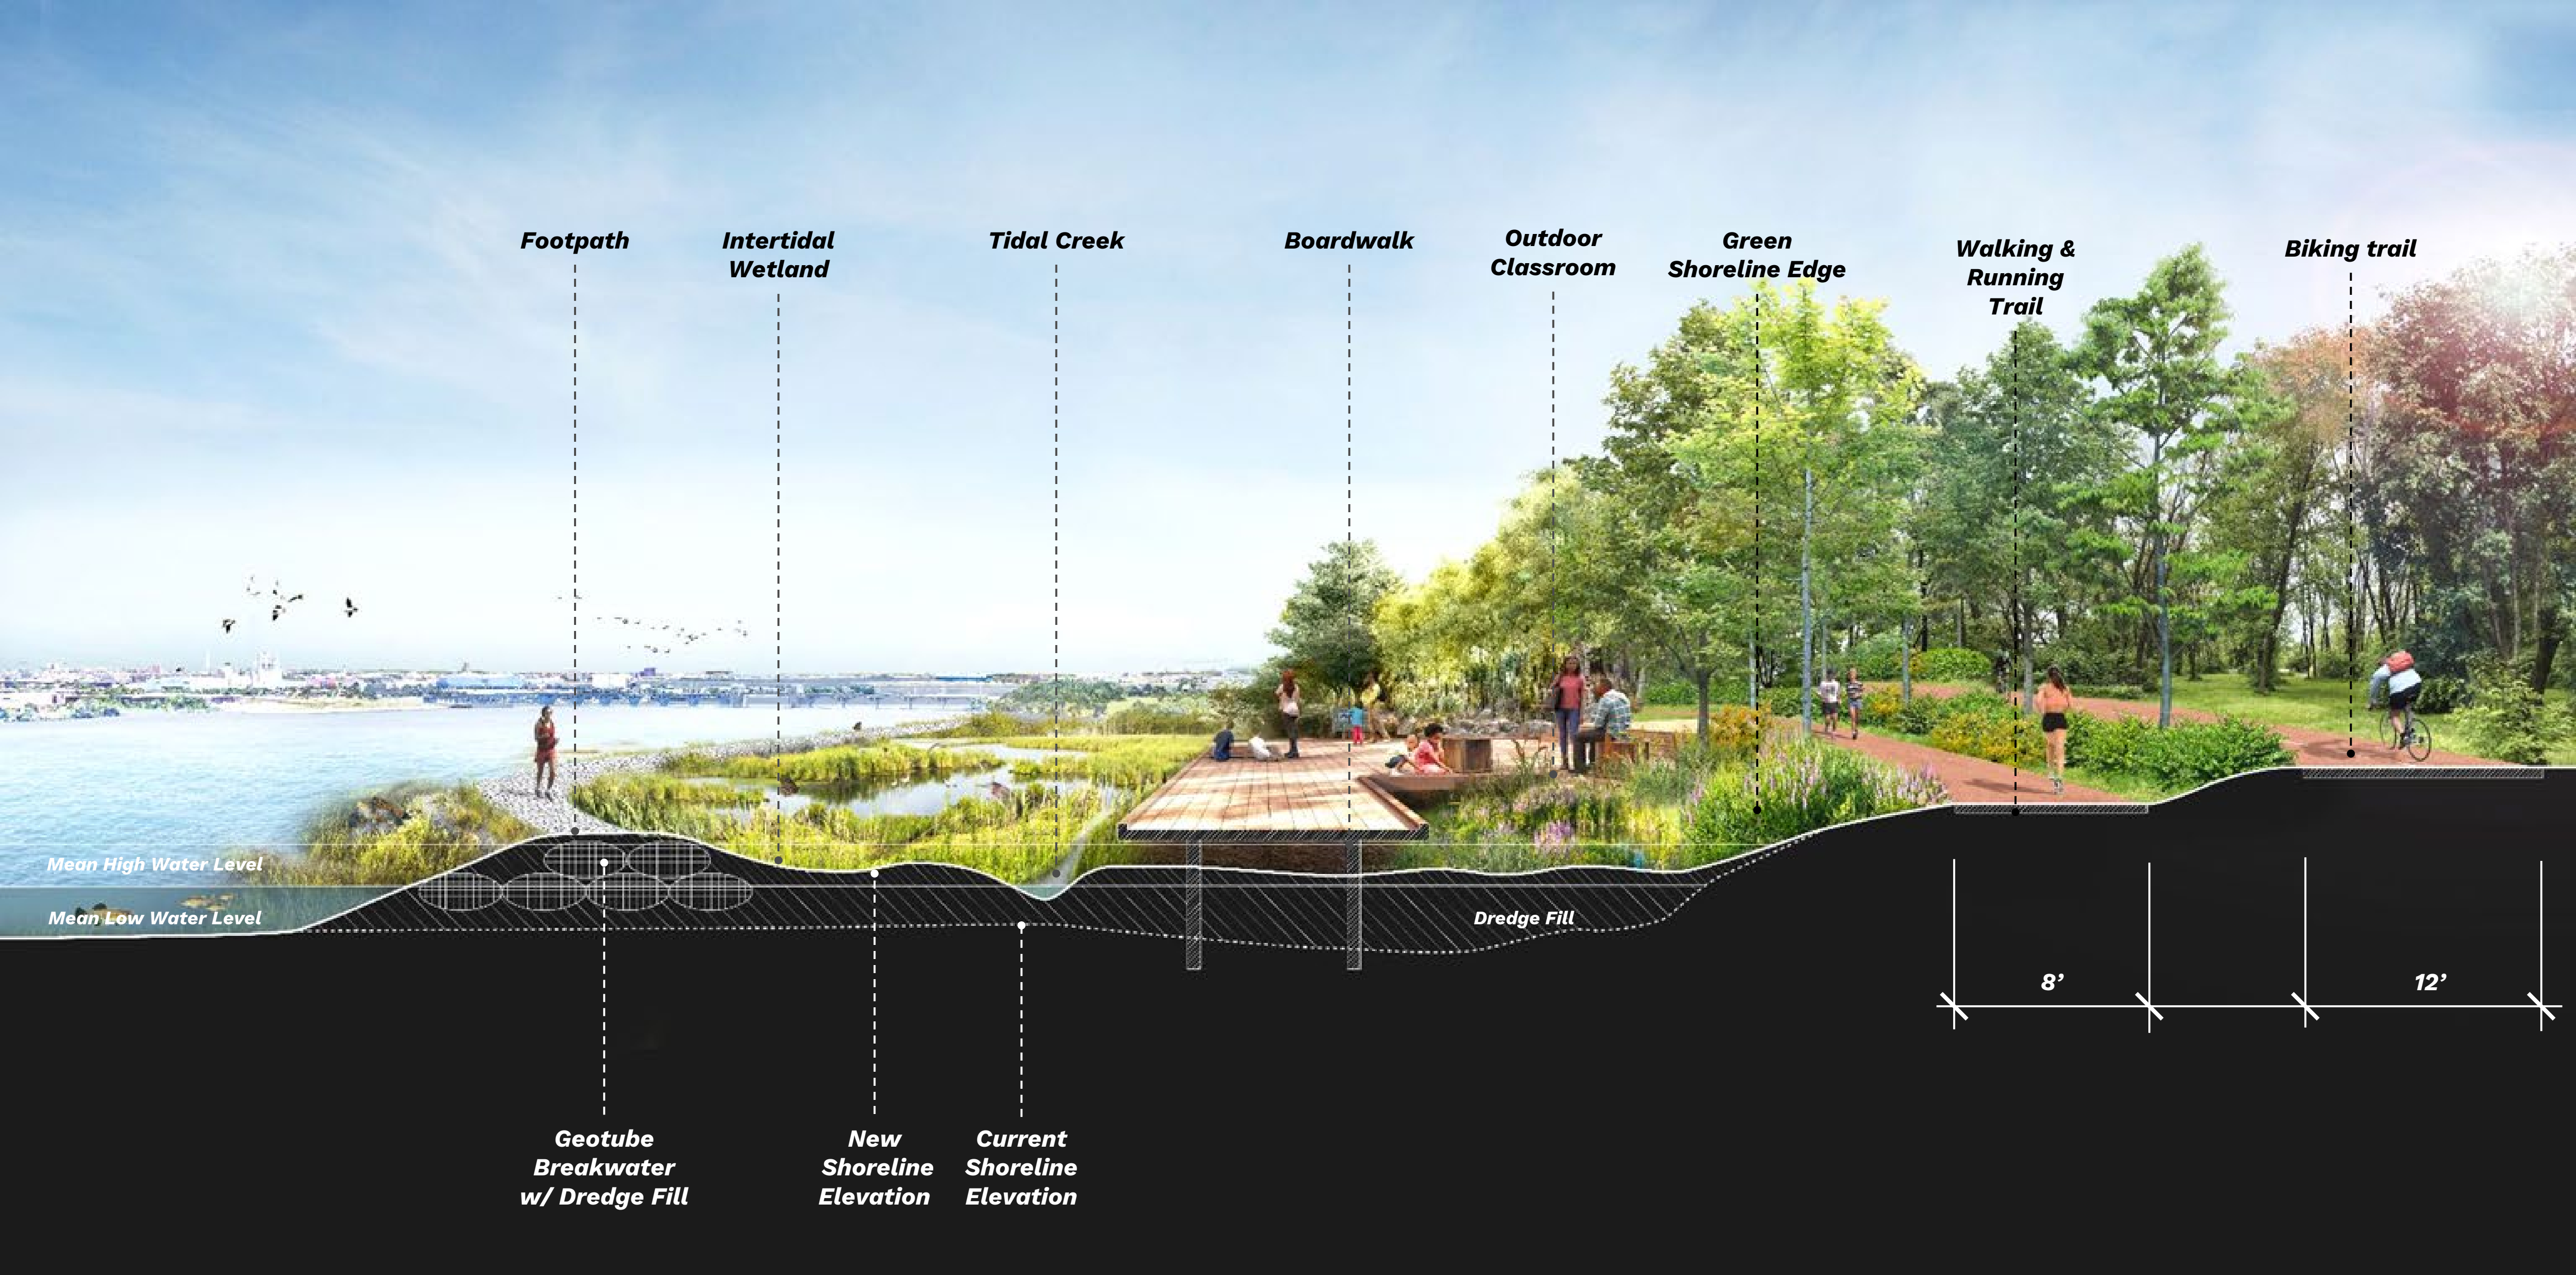 Footpath
Intertidal
Wetland
Tidal Creek
Boardwalk
Outdoor
Classroom
Green
Shoreline Edge
Walking &
Running
Trail
Biking trail
Mean High Water Level
Mean Low Water Level
Dredge Fill
8’
12’
Geotube
Breakwater
w/ Dredge Fill
New
Shoreline
Elevation
Current
Shoreline
Elevation